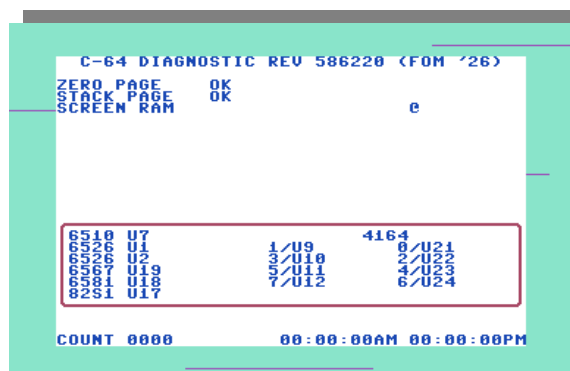 C-64 DIAGNOSTIC REV 586220 (FOM '26)
ZERO PAGE OK
STACK PAGE OK
SCREEN RAM @
6510 U7 4164
6526 U1 1/U9 0/U21
6526 U2 3/U10 2/U22
6567 U19 5/U11 4/U23
6581 U18 7/U12 6/U24
82S1 U17
COUNT 0000 00:00:00AM 00:00:00PM